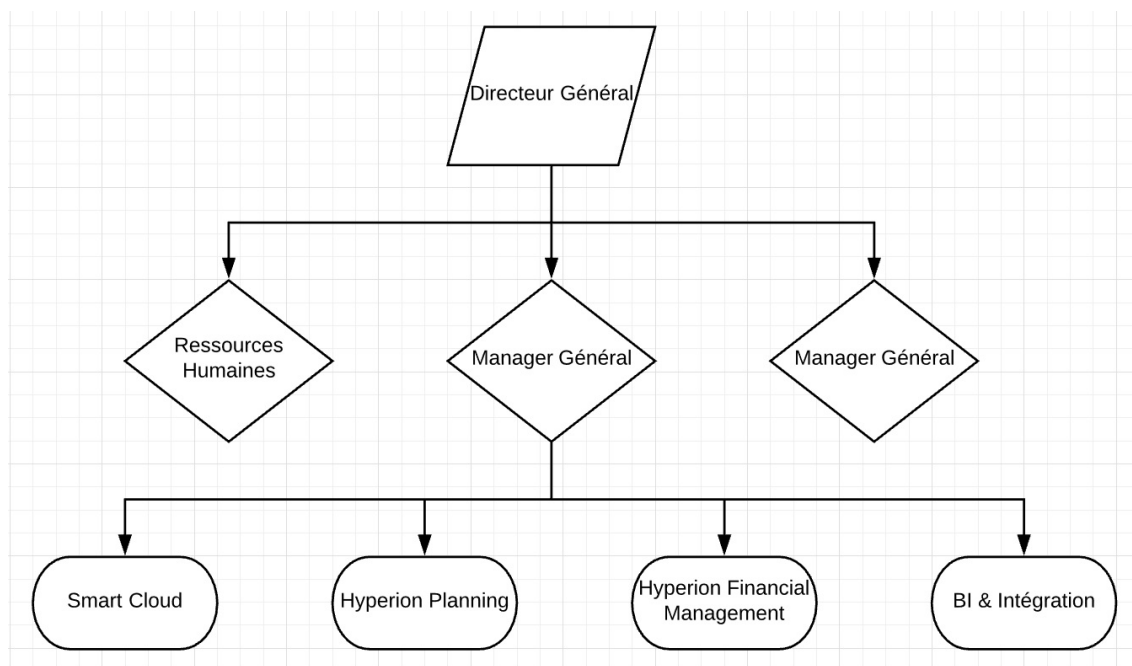 Directeur Général
Ressources
Humaines
Manager Général
Manager Général
Smart Cloud
Hyperion Planning
Hyperion Financial
Management
BI & Intégration